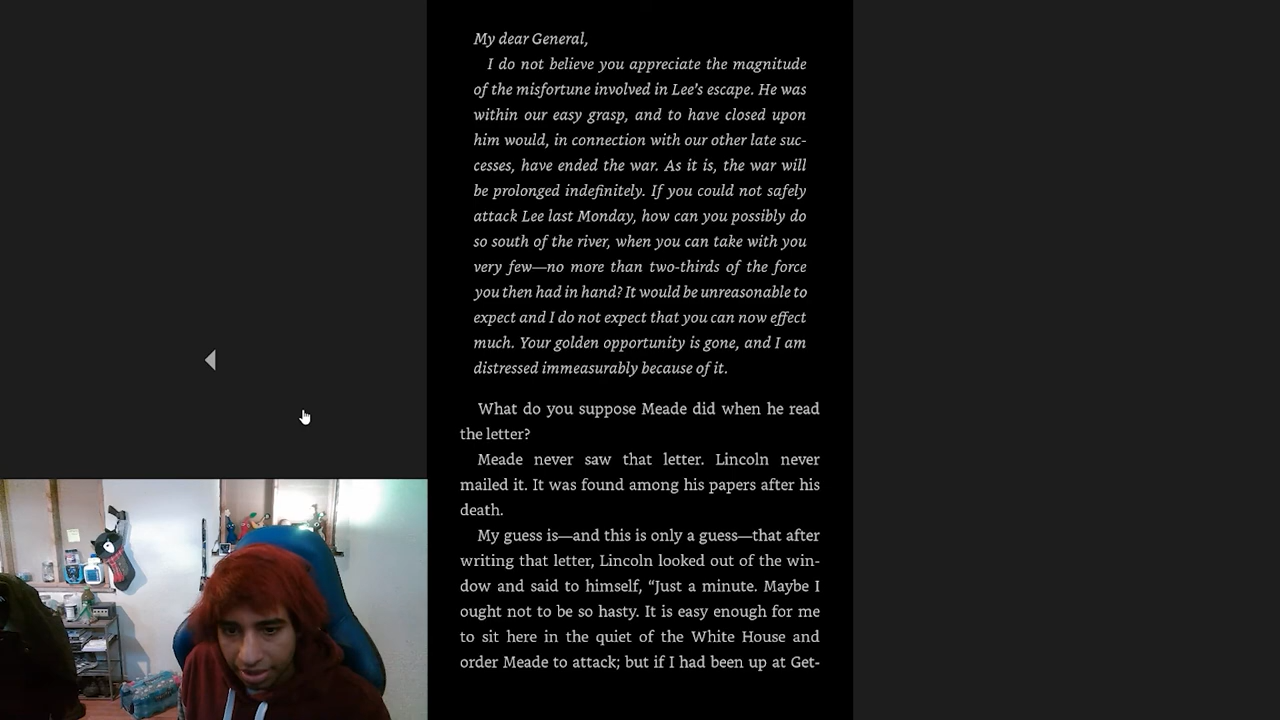 My dear General,
I do not believe you appreciate the magnitude
of the misfortune involved in Lee's escape. He was
within our easy grasp, and to have closed upon
him would, in connection with our other late suc-
cesses, have ended the war. As it is, the war will
be prolonged indefinitely. If you could not safely
attack Lee last Monday, how can you possibly do
so south of the river, when you can take with you
very few—no more than two-thirds of the force
you then had in hand? It would be unreasonable to
expect and I do not expect that you can now effect
much. Your golden opportunity is gone, and I am
distressed immeasurably because of it.
What do you suppose Meade did when he read
the letter?
Meade never saw that letter. Lincoln never
mailed it. It was found among his papers after his
death.
My guess is—and this is only a guess—that after
writing that letter, Lincoln looked out of the win-
dow and said to himself, “Just a minute. Maybe I
ought not to be so hasty. It is easy enough for me
to sit here in the quiet of the White House and
order Meade to attack; but if I had been up at Get-